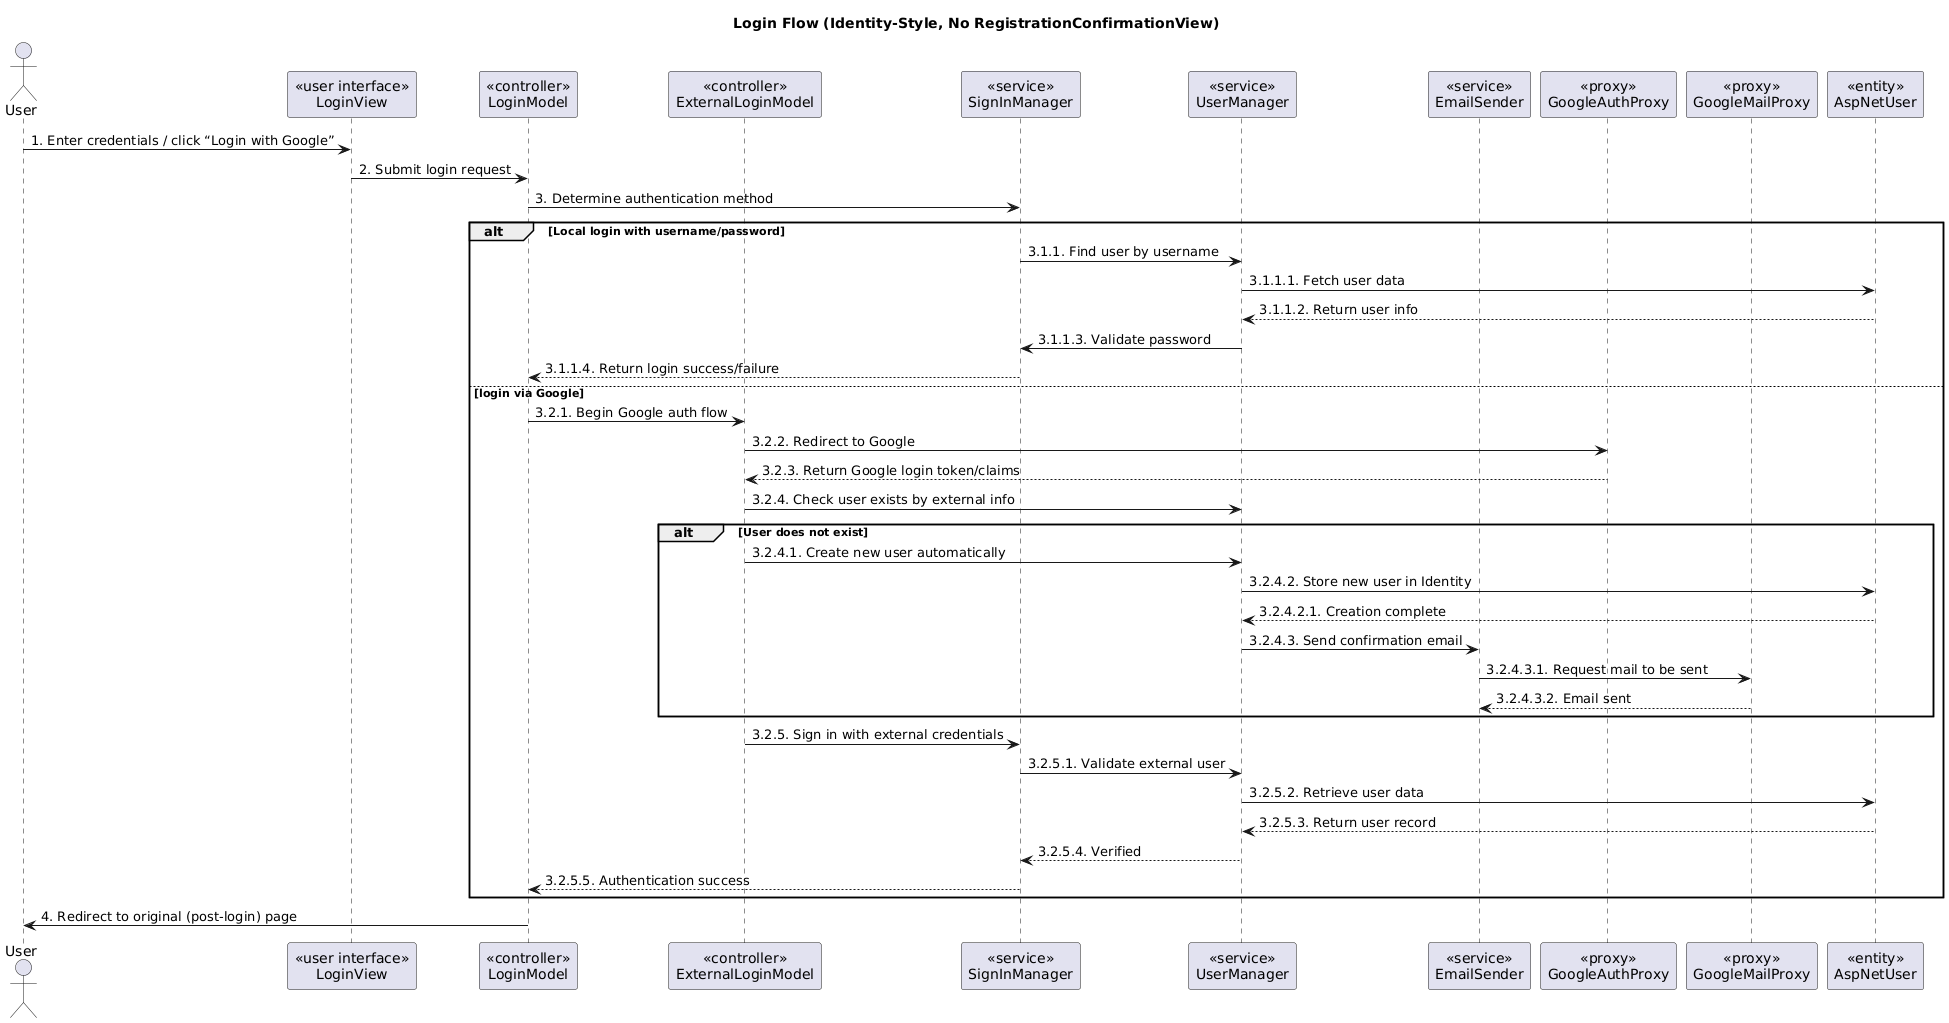 Login Flow (Identity-Style, No RegistrationConfirmationView)
User
«user interface»
LoginView
«controller»
LoginModel
«controller»
ExternalLoginModel
«service»
SignInManager
«service»
UserManager
«service»
EmailSender
«proxy»
GoogleAuthProxy
«proxy»
GoogleMailProxy
«entity»
AspNetUser
1. Enter credentials / click “Login with Google”
2. Submit login request
3. Determine authentication method
alt [Local login with username/password]
3.1.1. Find user by username
3.1.1.1. Fetch user data
3.1.1.2. Return user info
3.1.1.3. Validate password
3.1.1.4. Return login success/failure
[login via Google]
3.2.1. Begin Google auth flow
3.2.2. Redirect to Google
3.2.3. Return Google login token/claims
3.2.4. Check user exists by external info
alt [User does not exist]
3.2.4.1. Create new user automatically
3.2.4.2. Store new user in Identity
3.2.4.2.1. Creation complete
3.2.4.3. Send confirmation email
3.2.4.3.1. Request mail to be sent
3.2.4.3.2. Email sent
3.2.5. Sign in with external credentials
3.2.5.1. Validate external user
3.2.5.2. Retrieve user data
3.2.5.3. Return user record
3.2.5.4. Verified
3.2.5.5. Authentication success
4. Redirect to original (post-login) page
User
«user interface»
LoginView
«controller»
LoginModel
«controller»
ExternalLoginModel
«service»
SignInManager
«service»
UserManager
«service»
EmailSender
«proxy»
GoogleAuthProxy
«proxy»
GoogleMailProxy
«entity»
AspNetUser